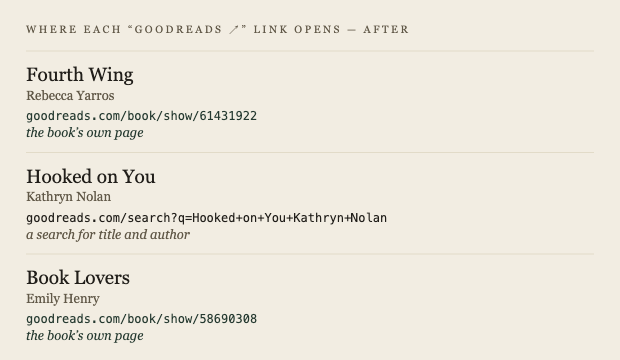 WHERE EACH “GOODREADS ↗” LINK OPENS — AFTER
Fourth Wing
Rebecca Yarros
goodreads.com/book/show/61431922
the book’s own page
Hooked on You
Kathryn Nolan
goodreads.com/search?q=Hooked+on+You+Kathryn+Nolan
a search for title and author
Book Lovers
Emily Henry
goodreads.com/book/show/58690308
the book’s own page